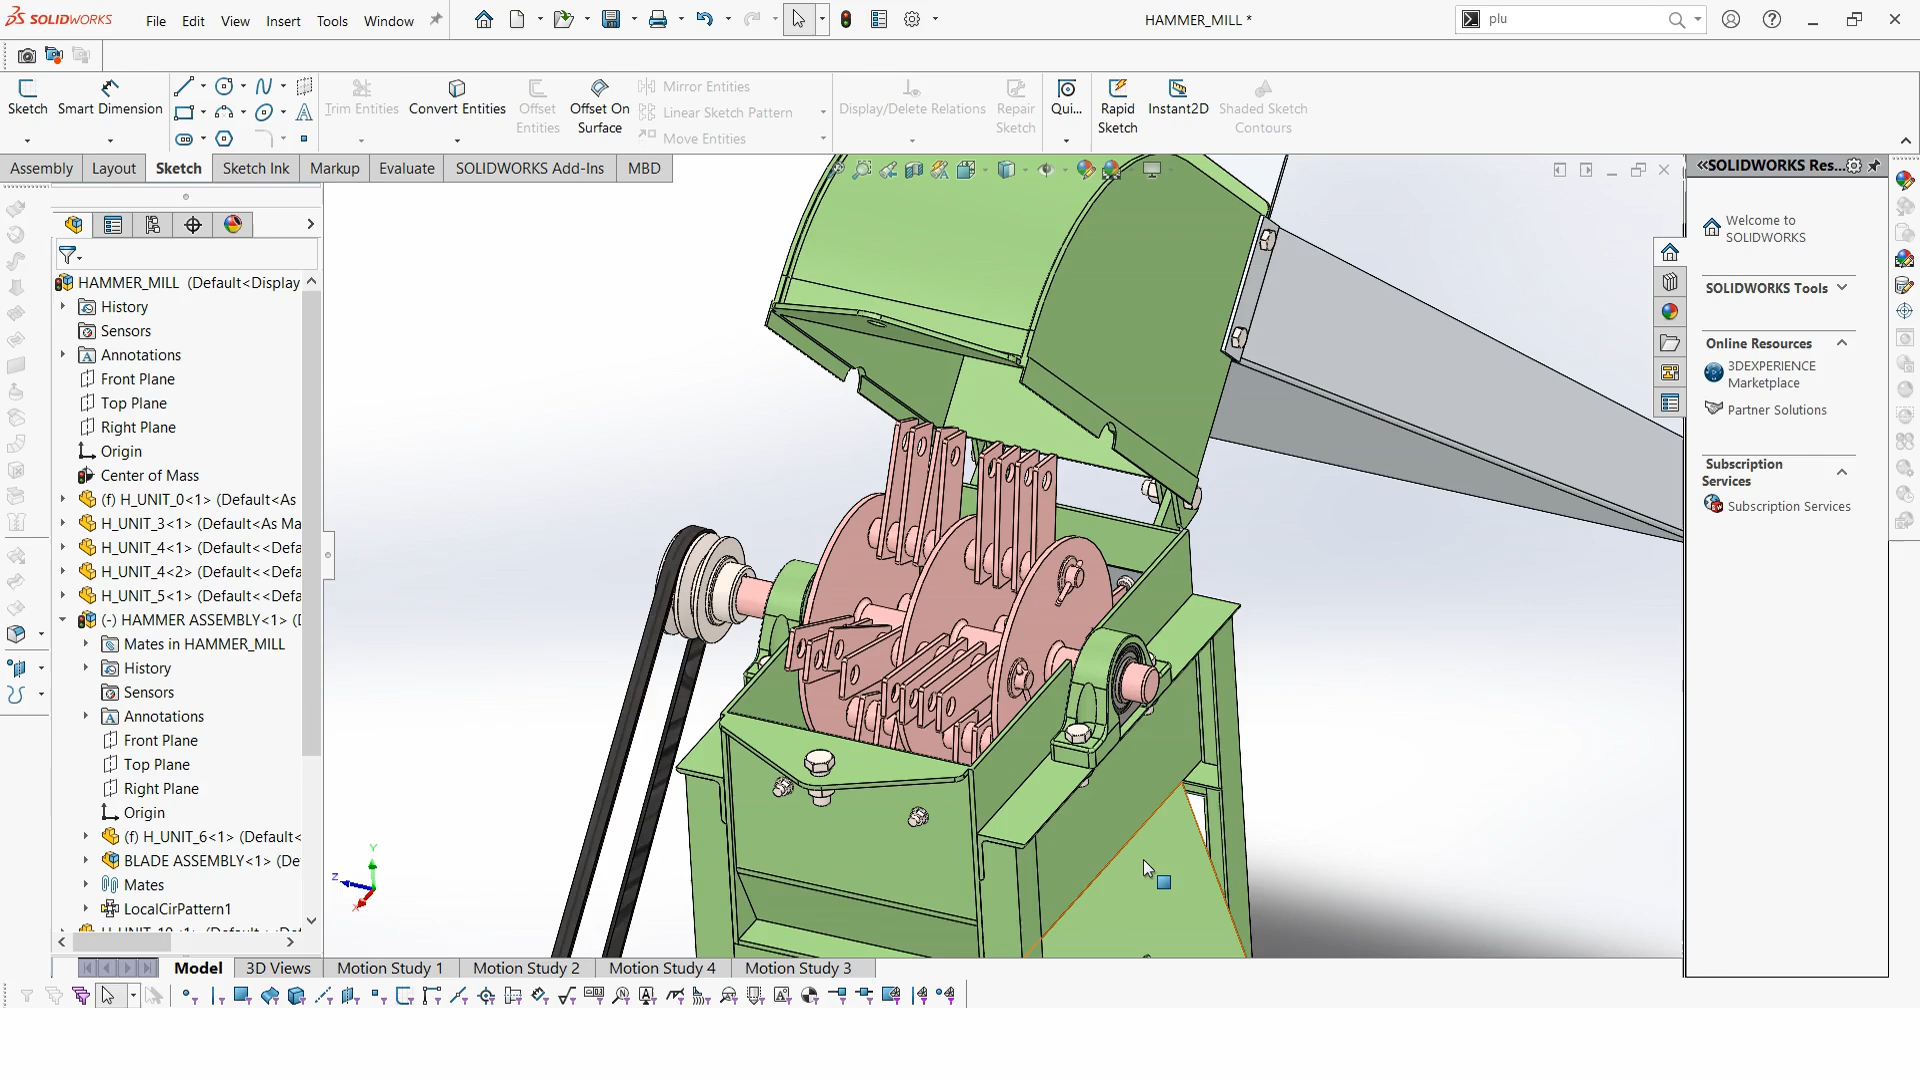 SOLIDWORKS File Edit View Insert Tools Window HAMMER_MILL * plu
Sketch Smart Dimension Trim Entities Convert Entities Offset Entities Offset On Surface Mirror Entities Linear Sketch Pattern Move Entities Display/Delete Relations Repair Sketch Qui... Rapid Sketch Instant2D Shaded Sketch Contours
Assembly Layout Sketch Sketch Ink Markup Evaluate SOLIDWORKS Add-Ins MBD
HAMMER_MILL (Default<Display
History
Sensors
Annotations
Front Plane
Top Plane
Right Plane
Origin
Center of Mass
(f) H_UNIT_0<1> (Default<As
H_UNIT_3<1> (Default<As Ma
H_UNIT_4<1> (Default<<Defa
H_UNIT_4<2> (Default<<Defa
H_UNIT_5<1> (Default<<Defa
(-) HAMMER ASSEMBLY<1> (
Mates in HAMMER_MILL
History
Sensors
Annotations
Front Plane
Top Plane
Right Plane
Origin
(f) H_UNIT_6<1> (Default<
BLADE ASSEMBLY<1> (De
Mates
LocalCirPattern1
Z Y X
SOLIDWORKS Res...
Welcome to
SOLIDWORKS
SOLIDWORKS Tools
Online Resources
3DEXPERIENCE
Marketplace
Partner Solutions
Subscription
Services
Subscription Services
Model 3D Views Motion Study 1 Motion Study 2 Motion Study 4 Motion Study 3